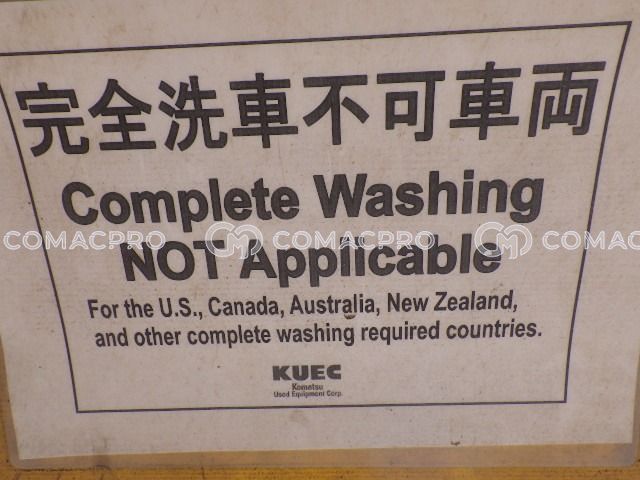 完全洗車不可車両
Complete Washing
NOT Applicable
COMACPRO COMACPRO COMACPRO
For the U.S., Canada, Australia, New Zealand,
and other complete washing required countries.
KUEC
Komatsu
Used Equipment Corp.